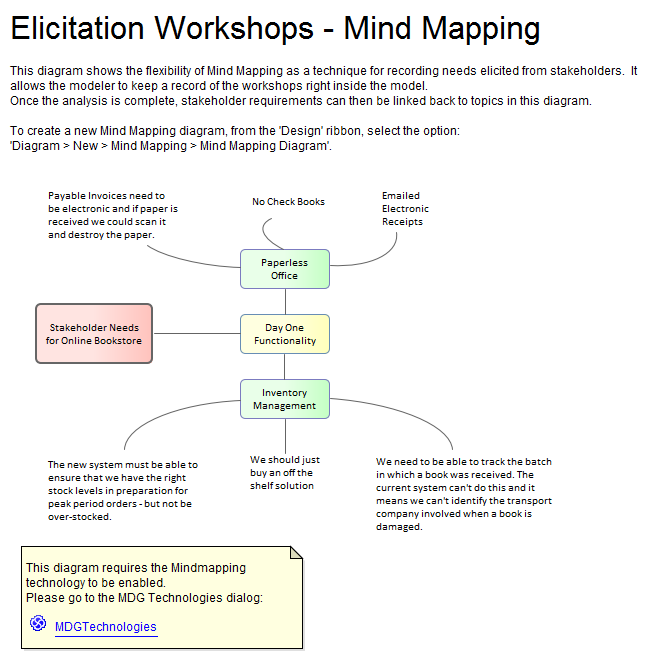 Elicitation Workshops - Mind Mapping
This diagram shows the flexibility of Mind Mapping as a technique for recording needs elicited from stakeholders.  It
allows the modeler to keep a record of the workshops right inside the model.
Once the analysis is complete, stakeholder requirements can then be linked back to topics in this diagram.
To create a new Mind Mapping diagram, from the 'Design' ribbon, select the option:
'Diagram > New > Mind Mapping > Mind Mapping Diagram'.
Payable Invoices need to
be electronic and if paper is
received we could scan it
and destroy the paper.
No Check Books
Emailed
Electronic
Receipts
Paperless
Office
Stakeholder Needs
for Online Bookstore
Day One
Functionality
Inventory
Management
The new system must be able to
ensure that we have the right
stock levels in preparation for
peak period orders - but not be
over-stocked.
We should just
buy an off the
shelf solution
We need to be able to track the batch
in which a book was received. The
current system can't do this and it
means we can't identify the transport
company involved when a book is
damaged.
This diagram requires the Mindmapping
technology to be enabled.
Please go to the MDG Technologies dialog:
MDGTechnologies